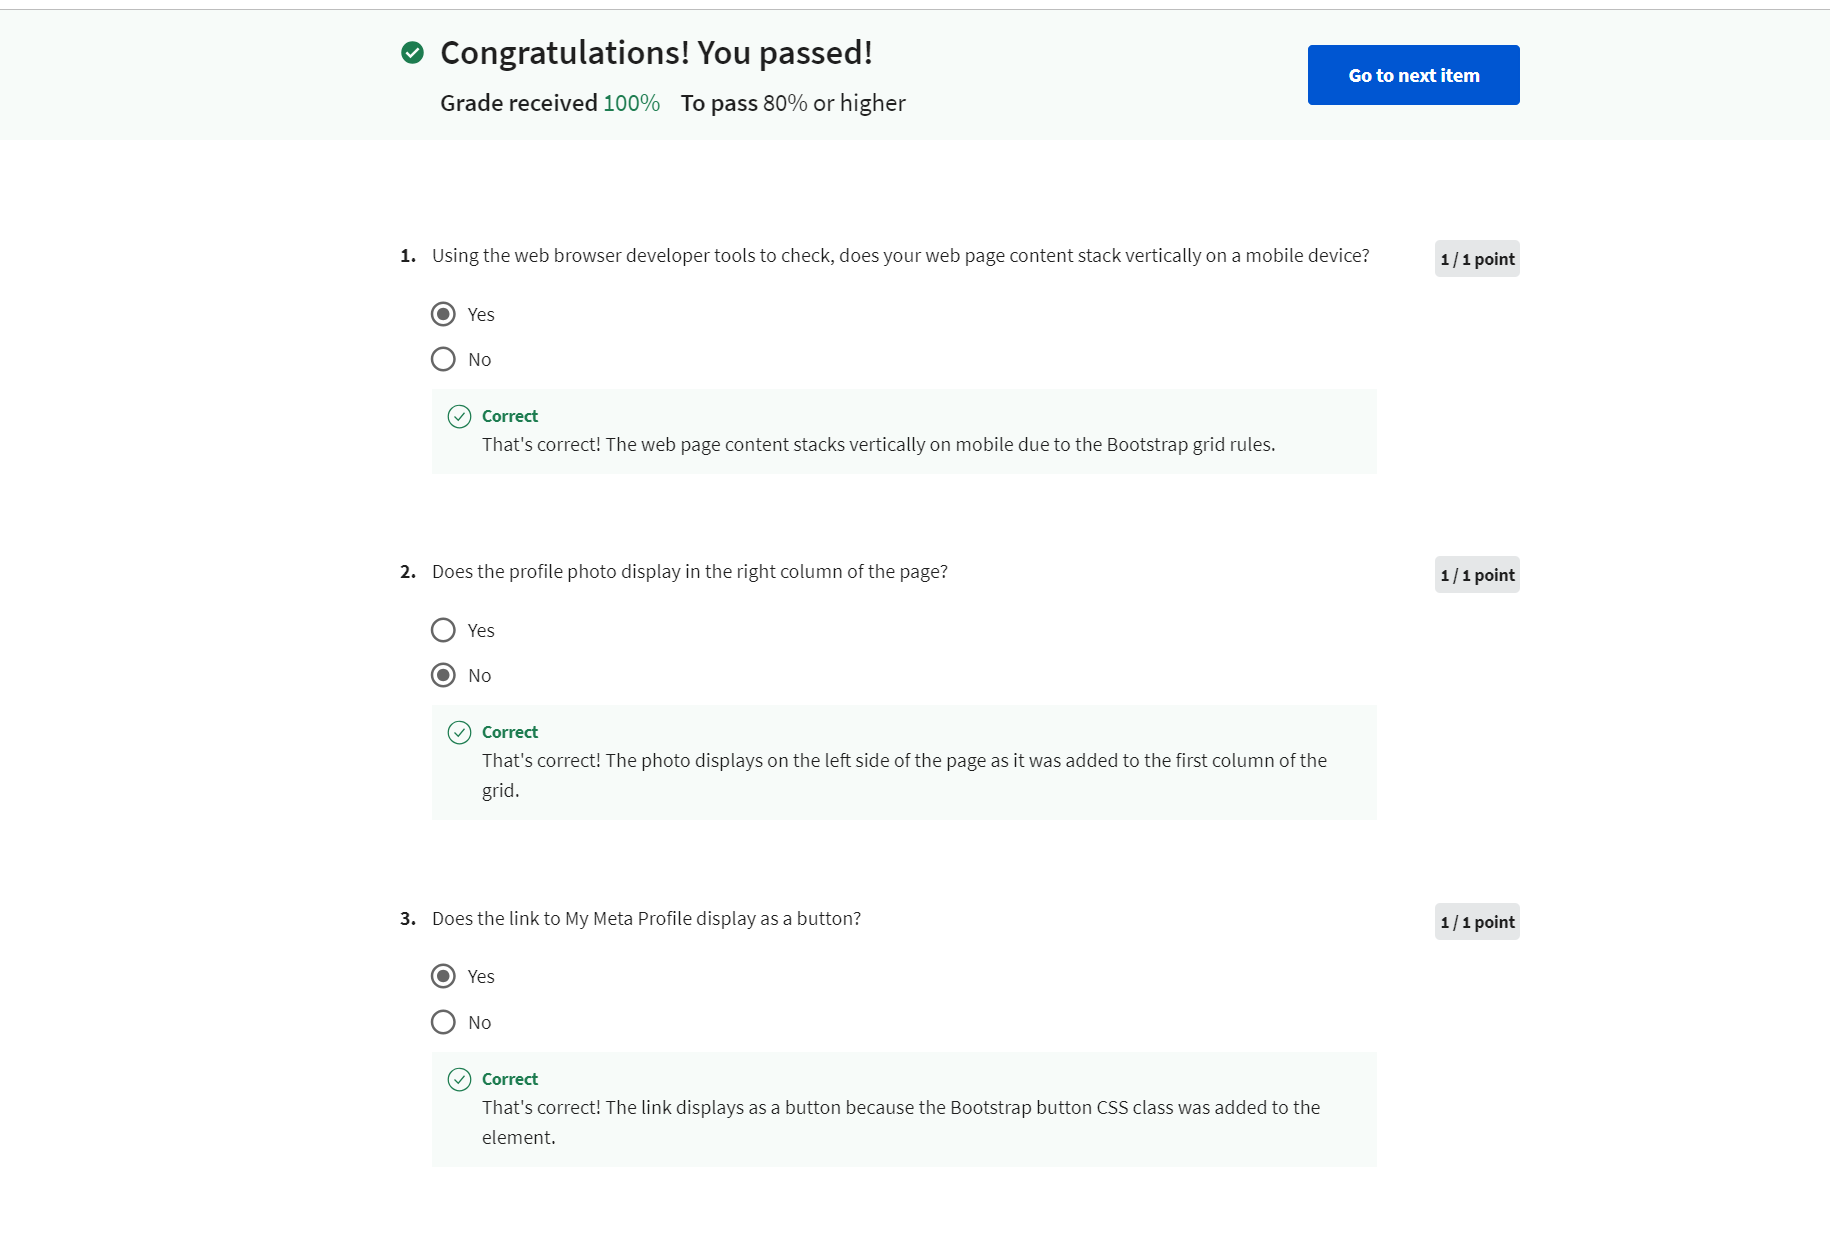 Congratulations! You passed!
Grade received 100% To pass 80% or higher
Go to next item
1. Using the web browser developer tools to check, does your web page content stack vertically on a mobile device?
1 / 1 point
Yes
No
Correct
That's correct! The web page content stacks vertically on mobile due to the Bootstrap grid rules.
2. Does the profile photo display in the right column of the page?
1 / 1 point
Yes
No
Correct
That's correct! The photo displays on the left side of the page as it was added to the first column of the
grid.
3. Does the link to My Meta Profile display as a button?
1 / 1 point
Yes
No
Correct
That's correct! The link displays as a button because the Bootstrap button CSS class was added to the
element.